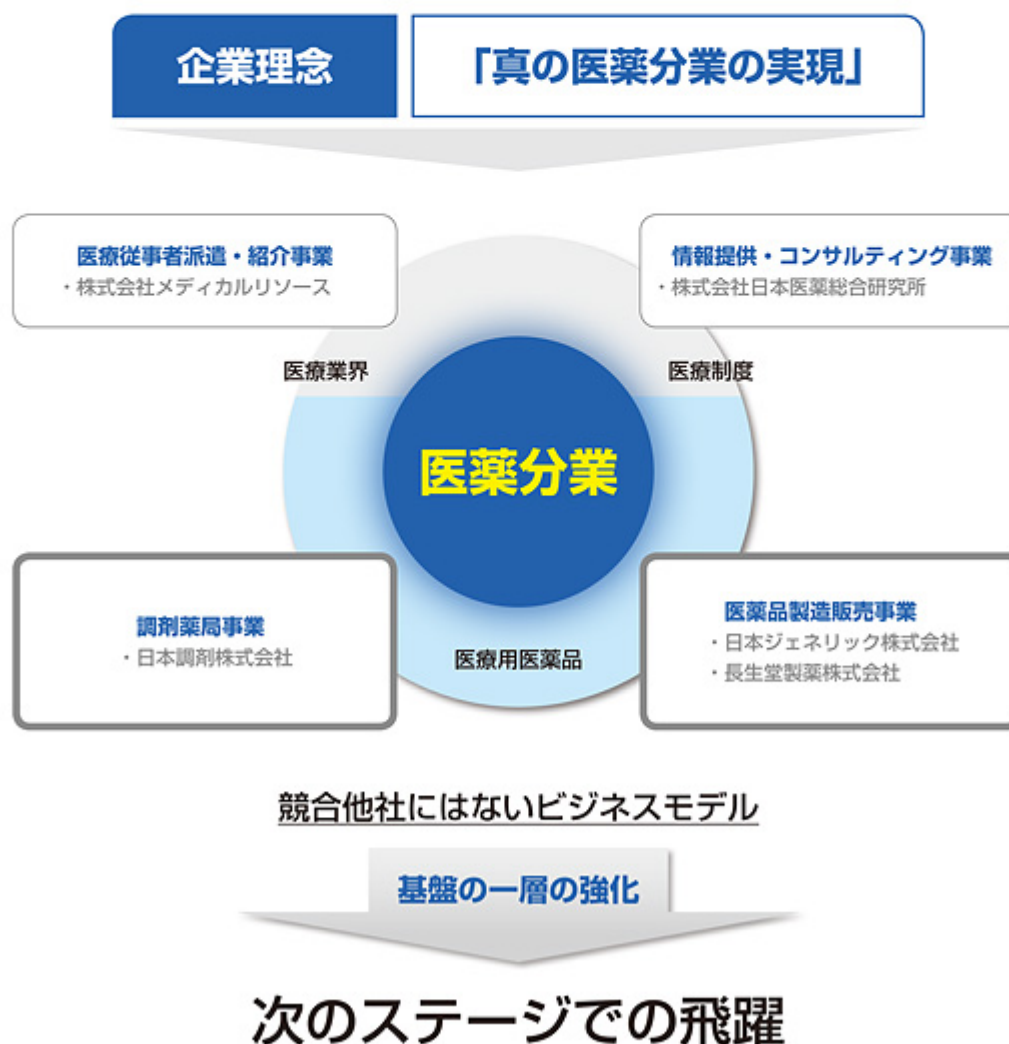 企業理念
「真の医薬分業の実現」
医療従事者派遣・紹介事業
・株式会社メディカルリソース
情報提供・コンサルティング事業
・株式会社日本医薬総合研究所
医療業界
医療制度
医薬分業
調剤薬局事業
・日本調剤株式会社
医薬品製造販売事業
・日本ジェネリック株式会社
・長生堂製薬株式会社
医療用医薬品
競合他社にはないビジネスモデル
基盤の一層の強化
次のステージでの飛躍